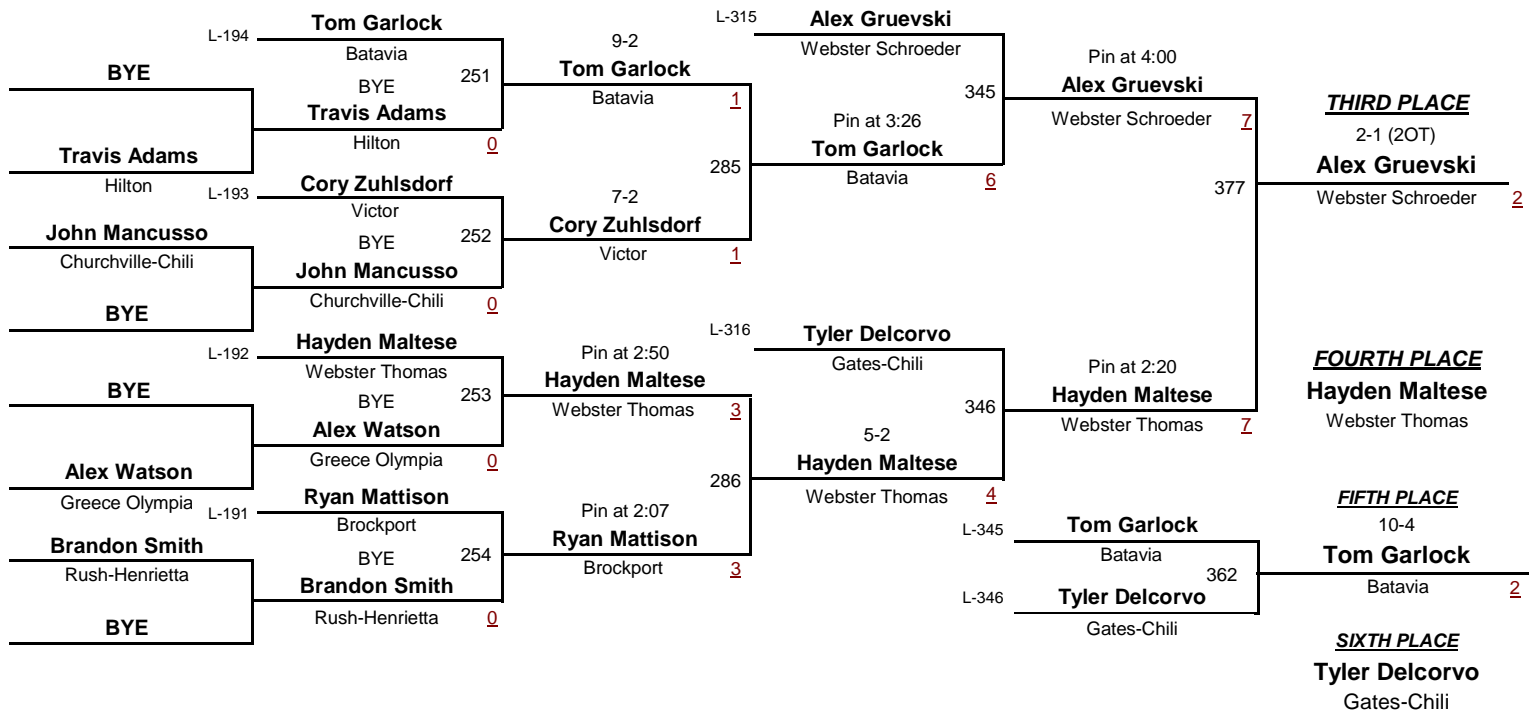 L-194
Tom Garlock
Batavia
BYE
BYE
251
Travis Adams
Hilton
0
Travis Adams
Hilton
L-193
Cory Zuhlsdorf
Victor
John Mancusso
Churchville-Chili
BYE
252
John Mancusso
Churchville-Chili
0
BYE
L-192
Hayden Maltese
Webster Thomas
BYE
BYE
253
Alex Watson
Greece Olympia
0
Alex Watson
Greece Olympia
L-191
Ryan Mattison
Brockport
Brandon Smith
Rush-Henrietta
BYE
254
Brandon Smith
Rush-Henrietta
0
BYE
9-2
Tom Garlock
Batavia
1
285
7-2
Cory Zuhlsdorf
Victor
1
Pin at 2:50
Hayden Maltese
Webster Thomas
3
286
Pin at 2:07
Ryan Mattison
Brockport
3
L-315
Alex Gruevski
Webster Schroeder
345
Pin at 3:26
Tom Garlock
Batavia
6
L-316
Tyler Delcorvo
Gates-Chili
346
5-2
Hayden Maltese
Webster Thomas
4
Pin at 4:00
Alex Gruevski
Webster Schroeder
7
377
Pin at 2:20
Hayden Maltese
Webster Thomas
7
L-345
Tom Garlock
Batavia
362
L-346
Tyler Delcorvo
Gates-Chili
THIRD PLACE
2-1 (2OT)
Alex Gruevski
Webster Schroeder
2
FOURTH PLACE
Hayden Maltese
Webster Thomas
FIFTH PLACE
10-4
Tom Garlock
Batavia
2
SIXTH PLACE
Tyler Delcorvo
Gates-Chili